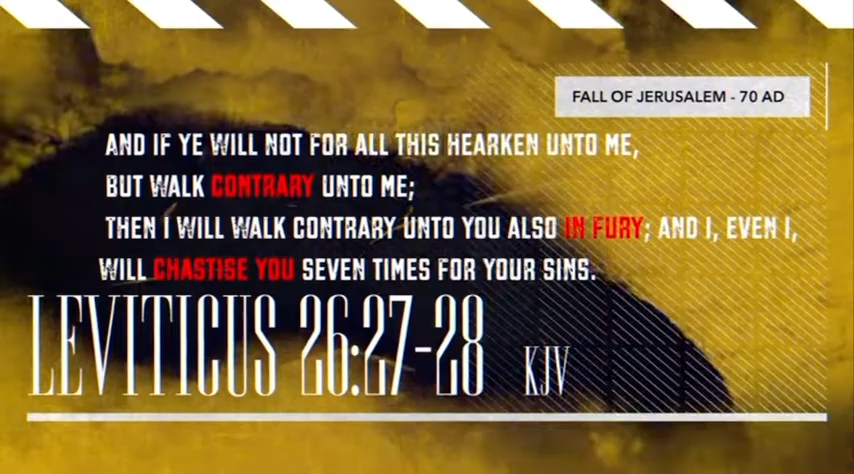 FALL OF JERUSALEM - 70 AD
AND IF YE WILL NOT FOR ALL THIS HEARKEN UNTO ME,
BUT WALK CONTRARY UNTO ME;
THEN I WILL WALK CONTRARY UNTO YOU ALSO IN FURY; AND I, EVEN I,
WILL CHASTISE YOU SEVEN TIMES FOR YOUR SINS.
LEVITICUS 26:27-28 KJV